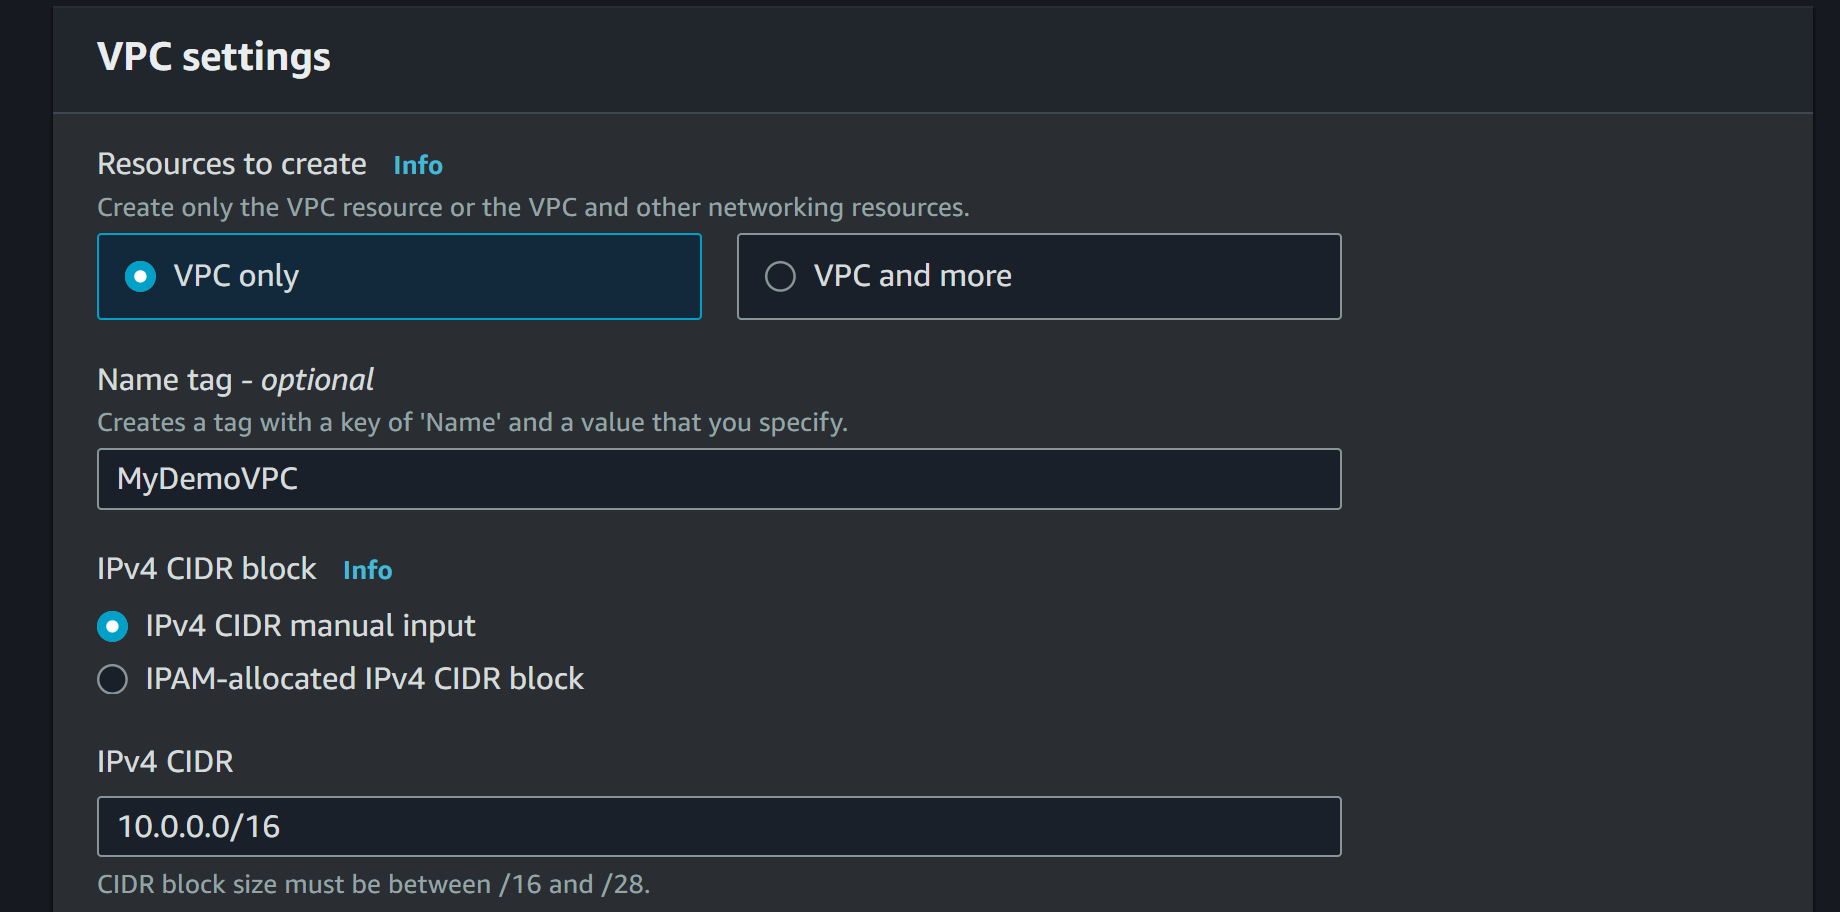 VPC settings
Resources to create Info
Create only the VPC resource or the VPC and other networking resources.
VPC only VPC and more
Name tag - optional
Creates a tag with a key of 'Name' and a value that you specify.
MyDemoVPC
IPv4 CIDR block Info
IPv4 CIDR manual input
IPAM-allocated IPv4 CIDR block
IPv4 CIDR
10.0.0.0/16
CIDR block size must be between /16 and /28.